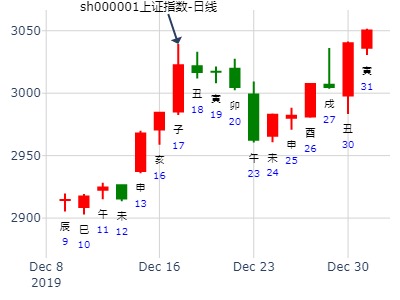 sh000001上证指数-日线
3050
3000
2950
2900
辰
9
巳
10
午
11
未
12
申
13
亥
16
子
17
丑
18
寅
19
卯
20
午
23
未
24
申
25
酉
26
戌
27
丑
30
寅
31
Dec 8
2019
Dec 16
Dec 23
Dec 30